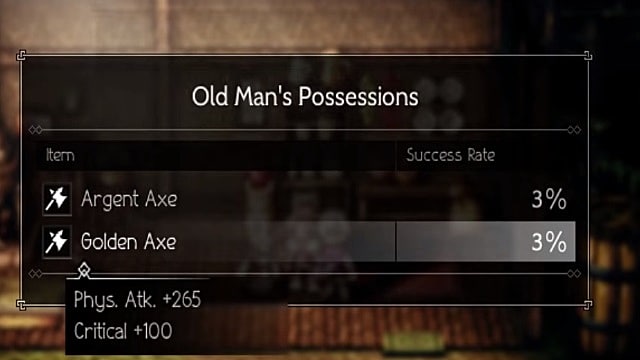 Old Man's Possessions
Item Success Rate
Argent Axe 3%
Golden Axe 3%
Phys. Atk. +265
Critical +100